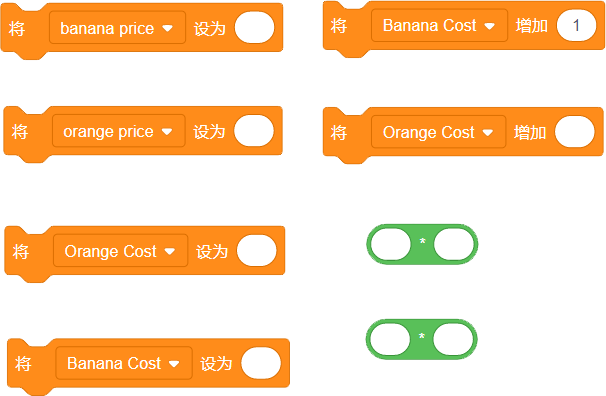 将 banana price 设为
将 Banana Cost 增加 1
将 orange price 设为
将 Orange Cost 增加
将 Orange Cost 设为
*
将 Banana Cost 设为
*